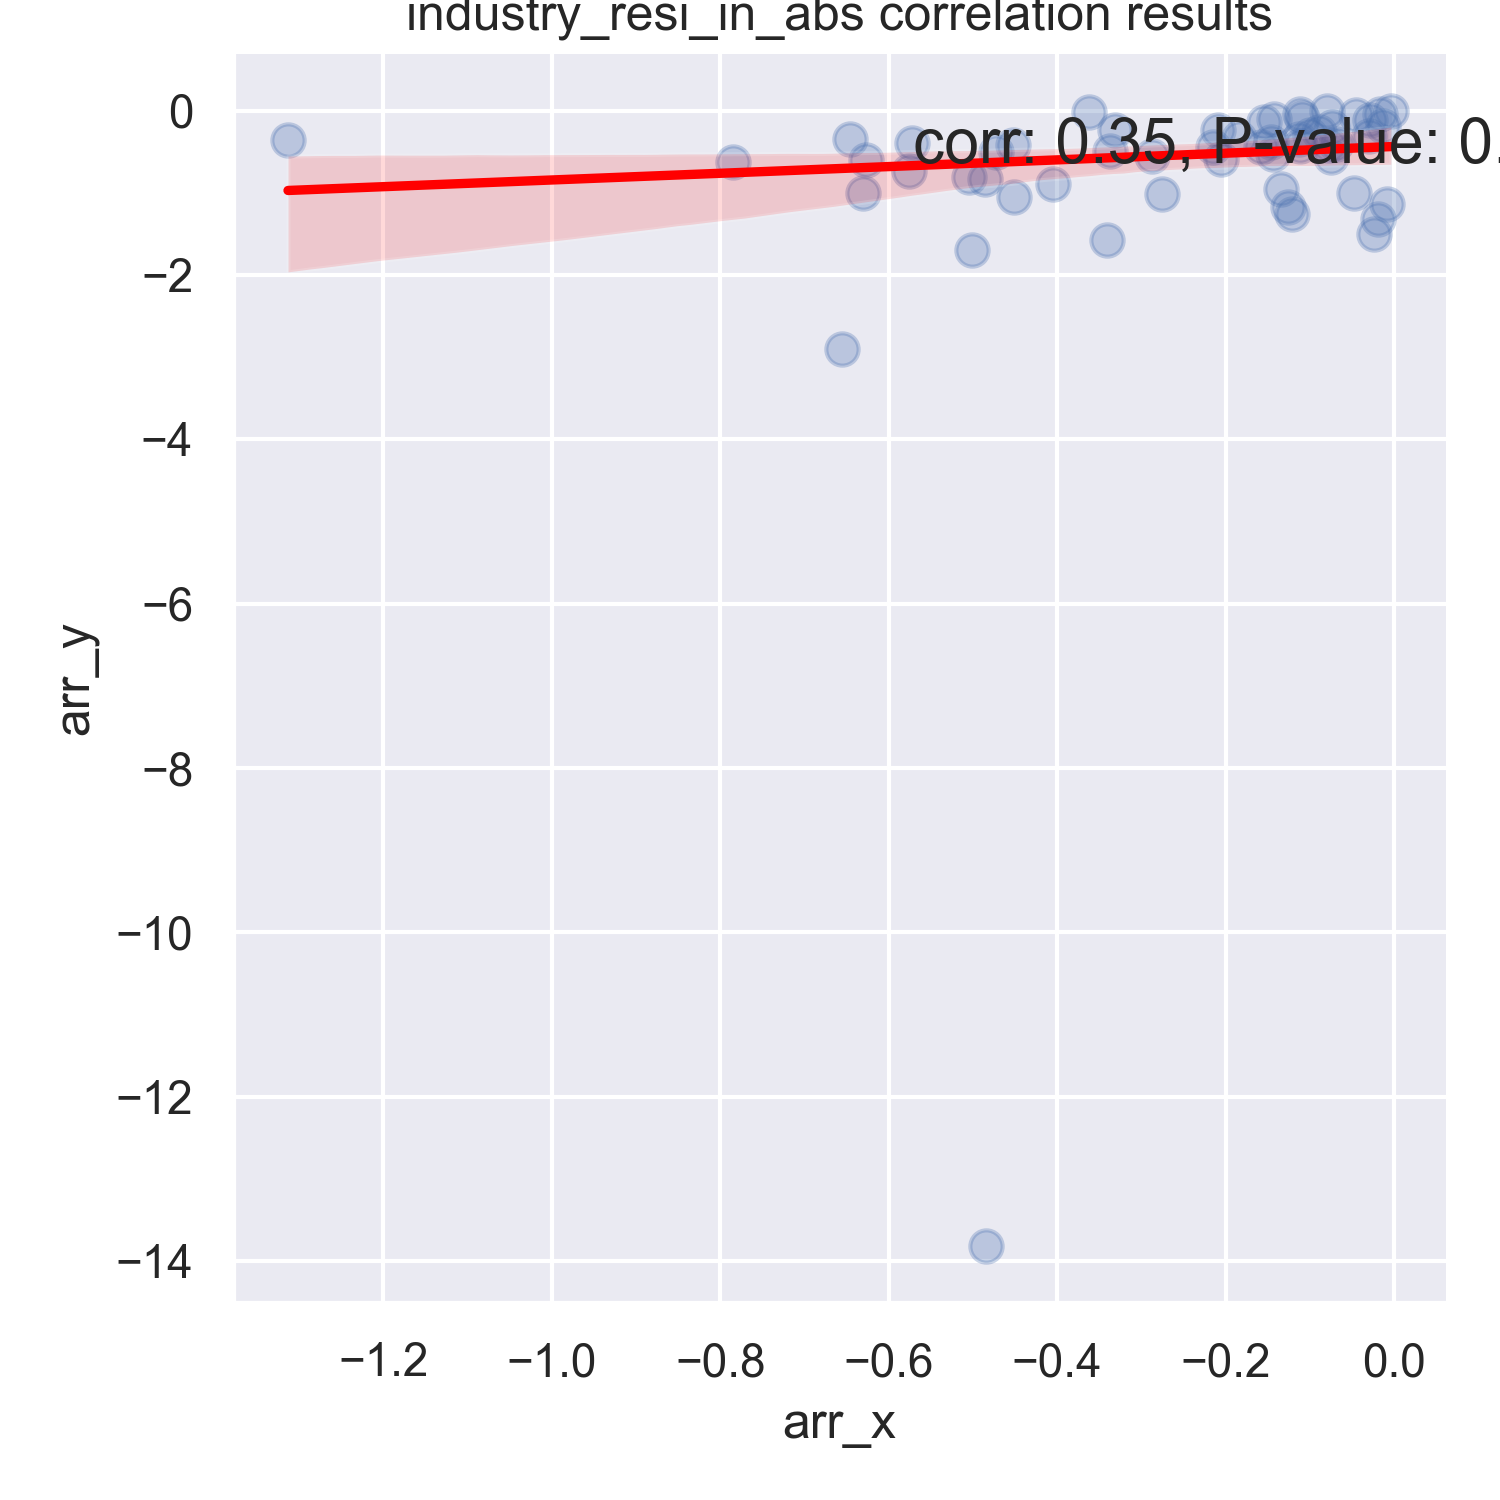 industry_resi_in_abs correlation results
corr: 0.35, P-value: 0.
0
−2
−4
−6
−8
−10
−12
−14
arr_y
−1.2 −1.0 −0.8 −0.6 −0.4 −0.2 0.0
arr_x